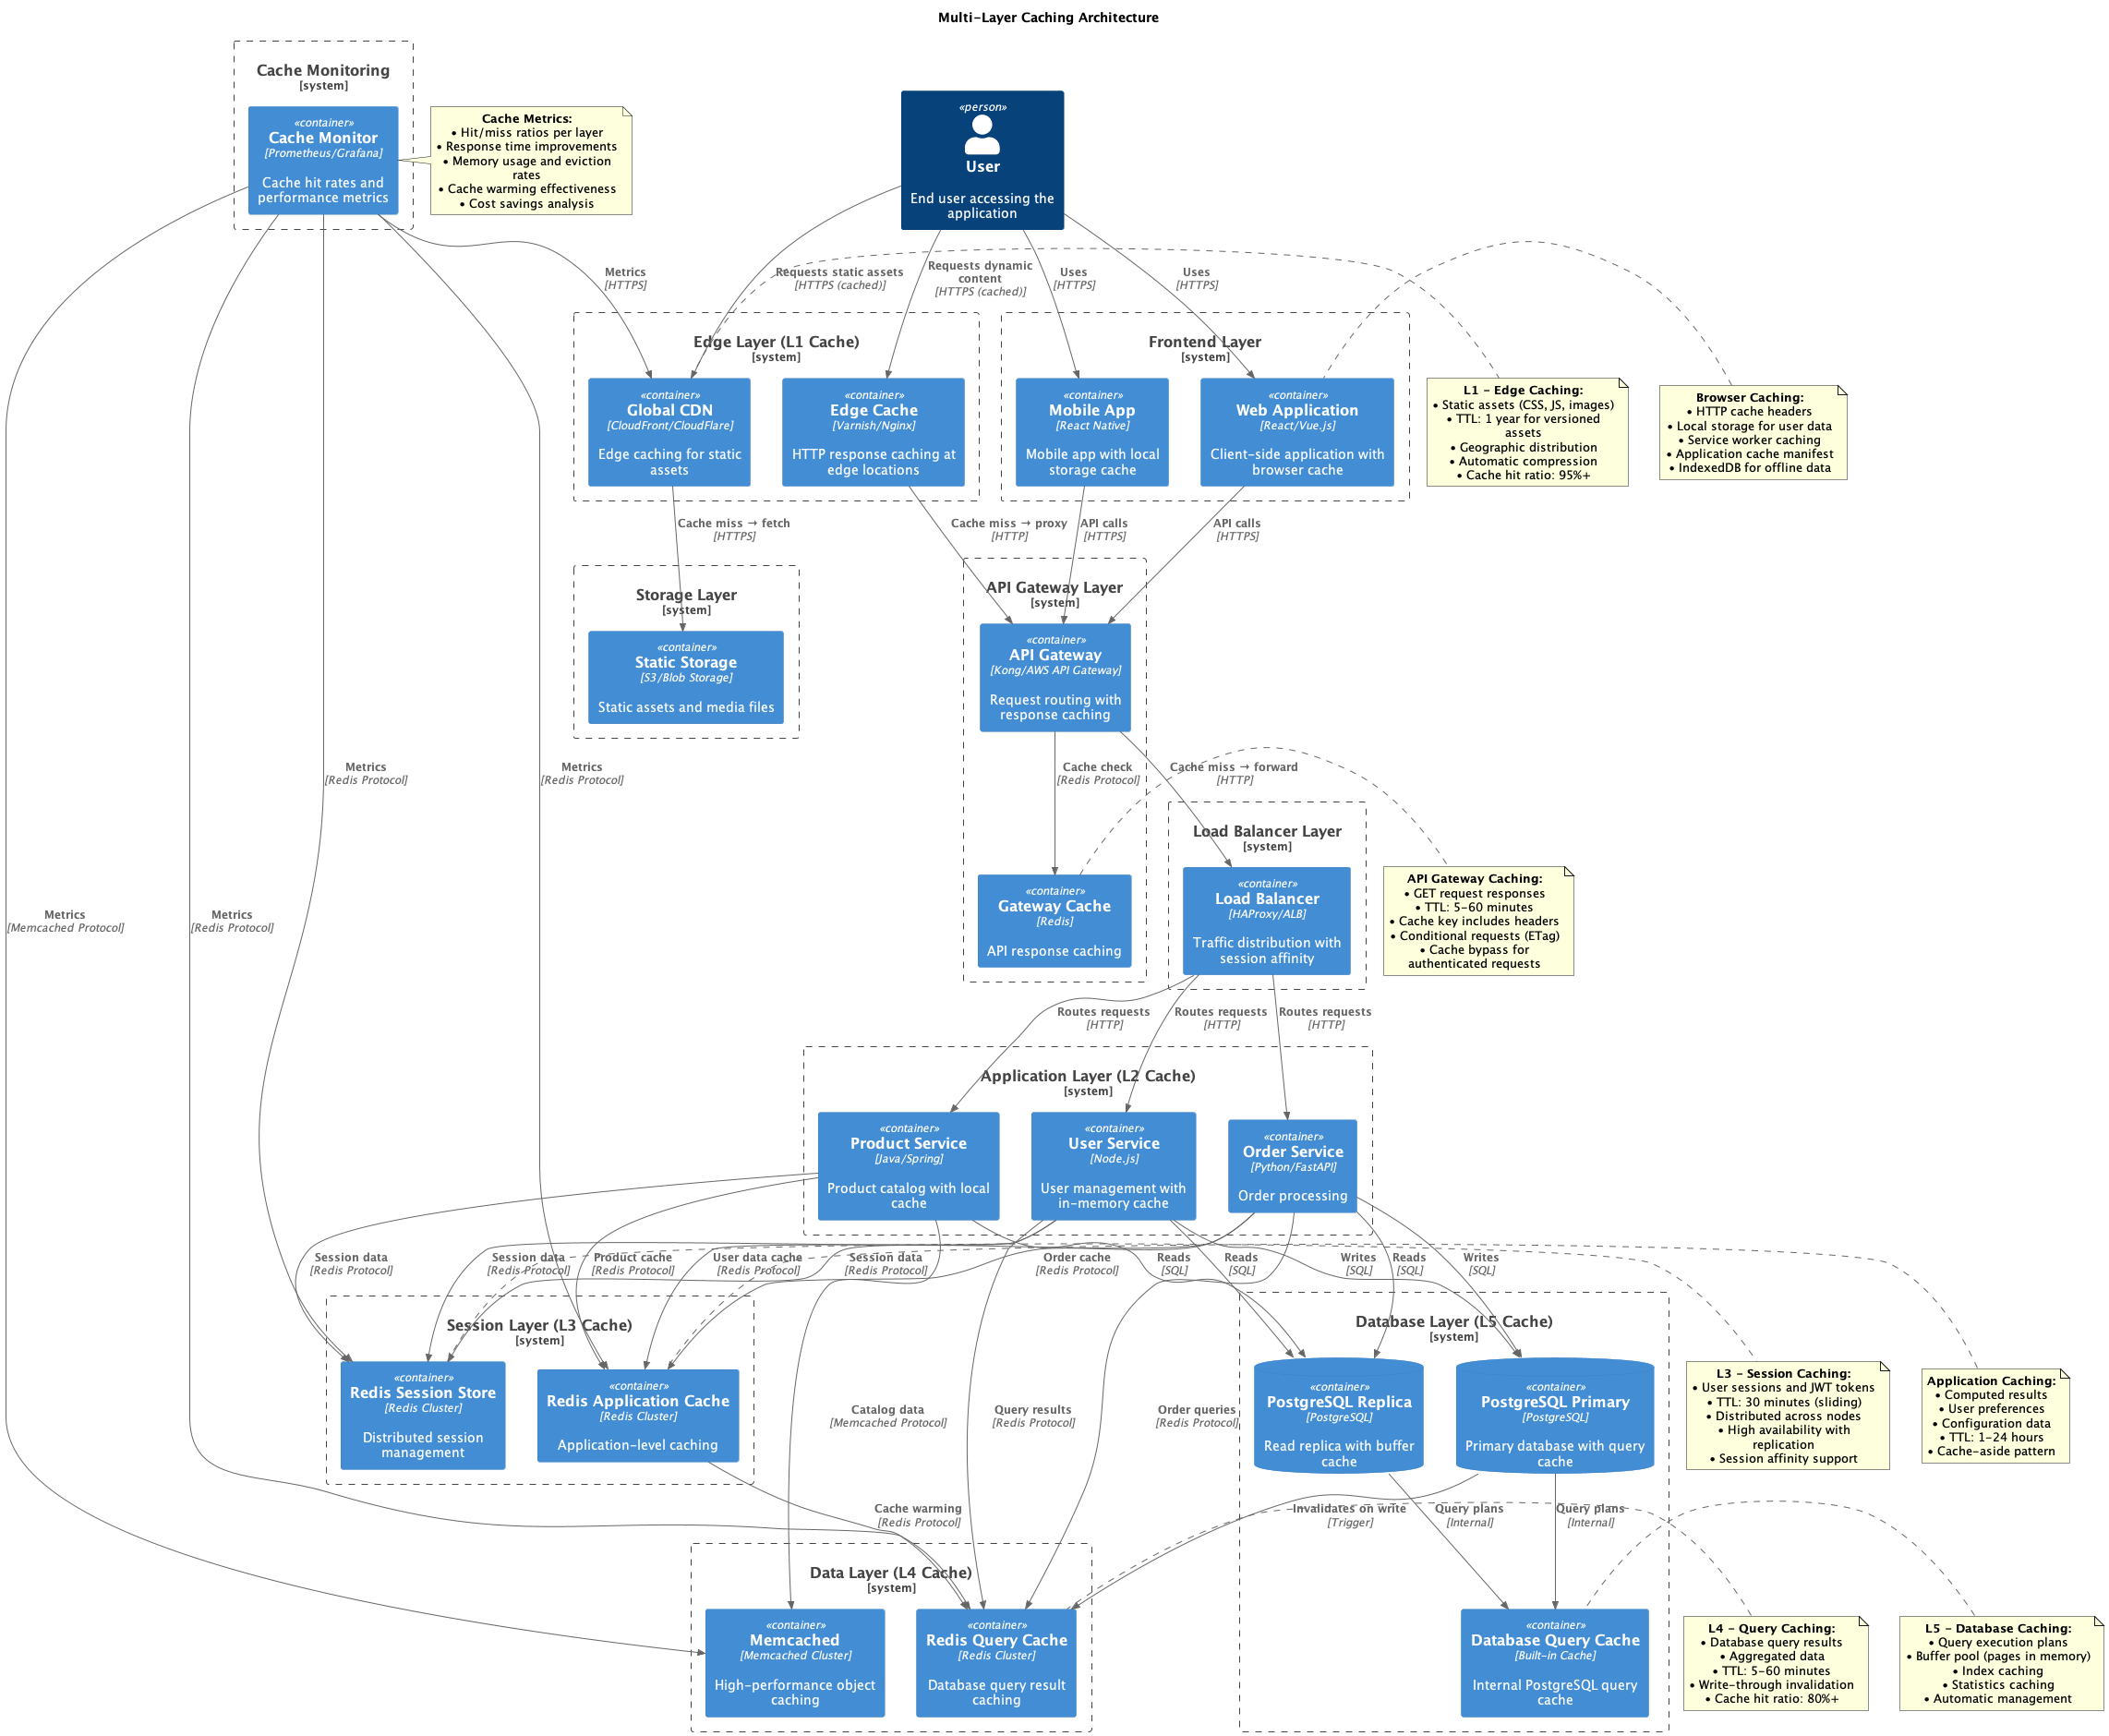 Multi-Layer Caching Architecture
Cache Monitoring
[system]
«container»
Cache Monitor
[Prometheus/Grafana]
Cache hit rates and
performance metrics
Cache Metrics:
• Hit/miss ratios per layer
• Response time improvements
• Memory usage and eviction
rates
• Cache warming effectiveness
• Cost savings analysis
«person»
User
End user accessing the
application
Metrics
[HTTPS]
Requests static assets
[HTTPS (cached)]
Requests dynamic
content
[HTTPS (cached)]
Uses
[HTTPS]
Uses
[HTTPS]
Edge Layer (L1 Cache)
[system]
«container»
Global CDN
[CloudFront/CloudFlare]
Edge caching for static
assets
«container»
Edge Cache
[Varnish/Nginx]
HTTP response caching at
edge locations
Frontend Layer
[system]
«container»
Mobile App
[React Native]
Mobile app with local
storage cache
«container»
Web Application
[React/Vue.js]
Client-side application with
browser cache
L1 - Edge Caching:
• Static assets (CSS, JS, images)
• TTL: 1 year for versioned
assets
• Geographic distribution
• Automatic compression
• Cache hit ratio: 95%+
Browser Caching:
• HTTP cache headers
• Local storage for user data
• Service worker caching
• Application cache manifest
• IndexedDB for offline data
Cache miss → fetch
[HTTPS]
Cache miss → proxy
[HTTP]
API calls
[HTTPS]
API calls
[HTTPS]
Storage Layer
[system]
«container»
Static Storage
[S3/Blob Storage]
Static assets and media files
API Gateway Layer
[system]
«container»
API Gateway
[Kong/AWS API Gateway]
Request routing with
response caching
Metrics
[Redis Protocol]
Metrics
[Redis Protocol]
Cache check
[Redis Protocol]
Cache miss → forward
[HTTP]
«container»
Gateway Cache
[Redis]
API response caching
Load Balancer Layer
[system]
«container»
Load Balancer
[HAProxy/ALB]
Traffic distribution with
session affinity
API Gateway Caching:
• GET request responses
• TTL: 5-60 minutes
• Cache key includes headers
• Conditional requests (ETag)
• Cache bypass for
authenticated requests
Metrics
[Memcached Protocol]
Metrics
[Redis Protocol]
Routes requests
[HTTP]
Routes requests
[HTTP]
Routes requests
[HTTP]
Application Layer (L2 Cache)
[system]
«container»
Product Service
[Java/Spring]
Product catalog with local
cache
«container»
User Service
[Node.js]
User management with
in-memory cache
«container»
Order Service
[Python/FastAPI]
Order processing
Session data
[Redis Protocol]
Session data
[Redis Protocol]
Product cache
[Redis Protocol]
User data cache
[Redis Protocol]
Session data
[Redis Protocol]
Order cache
[Redis Protocol]
Reads
[SQL]
Reads
[SQL]
Writes
[SQL]
Reads
[SQL]
Writes
[SQL]
Session Layer (L3 Cache)
[system]
«container»
Redis Session Store
[Redis Cluster]
Distributed session
management
«container»
Redis Application Cache
[Redis Cluster]
Application-level caching
Catalog data
[Memcached Protocol]
Query results
[Redis Protocol]
Order queries
[Redis Protocol]
Database Layer (L5 Cache)
[system]
«container»
PostgreSQL Replica
[PostgreSQL]
Read replica with buffer
cache
«container»
PostgreSQL Primary
[PostgreSQL]
Primary database with query
cache
L3 - Session Caching:
• User sessions and JWT tokens
• TTL: 30 minutes (sliding)
• Distributed across nodes
• High availability with
replication
• Session affinity support
Application Caching:
• Computed results
• User preferences
• Configuration data
• TTL: 1-24 hours
• Cache-aside pattern
Cache warming
[Redis Protocol]
Invalidates on write
[Trigger]
Query plans
[Internal]
Query plans
[Internal]
Data Layer (L4 Cache)
[system]
«container»
Memcached
[Memcached Cluster]
High-performance object
caching
«container»
Redis Query Cache
[Redis Cluster]
Database query result
caching
«container»
Database Query Cache
[Built-in Cache]
Internal PostgreSQL query
cache
L4 - Query Caching:
• Database query results
• Aggregated data
• TTL: 5-60 minutes
• Write-through invalidation
• Cache hit ratio: 80%+
L5 - Database Caching:
• Query execution plans
• Buffer pool (pages in memory)
• Index caching
• Statistics caching
• Automatic management